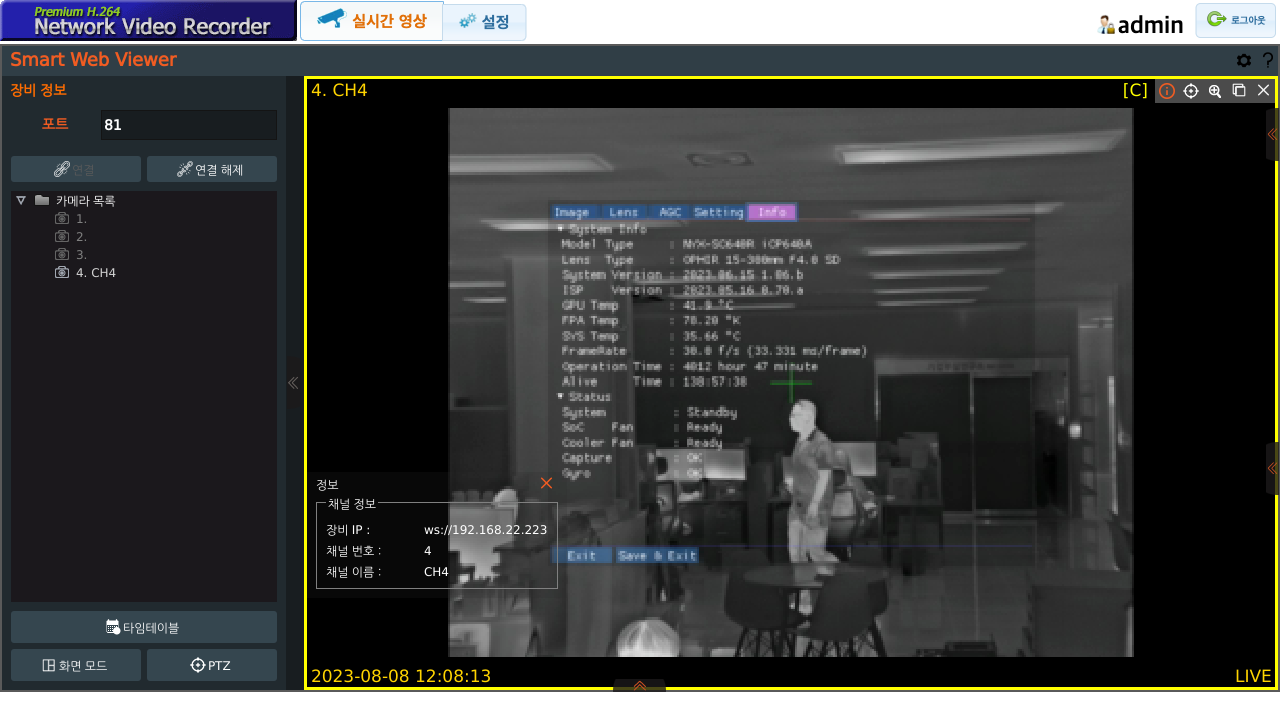 Premium H.264
Network Video Recorder
실시간 영상
설정
admin
로그아웃
Smart Web Viewer
장비 정보
포트 81
연결 연결 해제
카메라 목록
1.
2.
3.
4. CH4
타임테이블
화면 모드 PTZ
4. CH4 [C]
Image Lens AGC Setting Info
▼ System Info
Model Type :
Lens Type : OPHIR 15-300mm F4.0 SD
System Version : 2023.06.15 1.06.b
ISP Version : 2023.05.16 0.70.a
GPU Temp : 41.9 °C
FPA Temp : 70.20 °K
SYS Temp : 35.66 °C
FrameRate : 30.0 f/s (33.331 ms/frame)
Operation Time : 4012 hour 47 minute
Alive Time : 138:57:38
▼ Status
System : Standby
SoC Fan : Ready
Cooler Fan : Ready
Capture : OK
Gyro : OK
Exit Save & Exit
정보
채널 정보
장비 IP : ws://192.168.22.223
채널 번호 : 4
채널 이름 : CH4
2023-08-08 12:08:13 LIVE